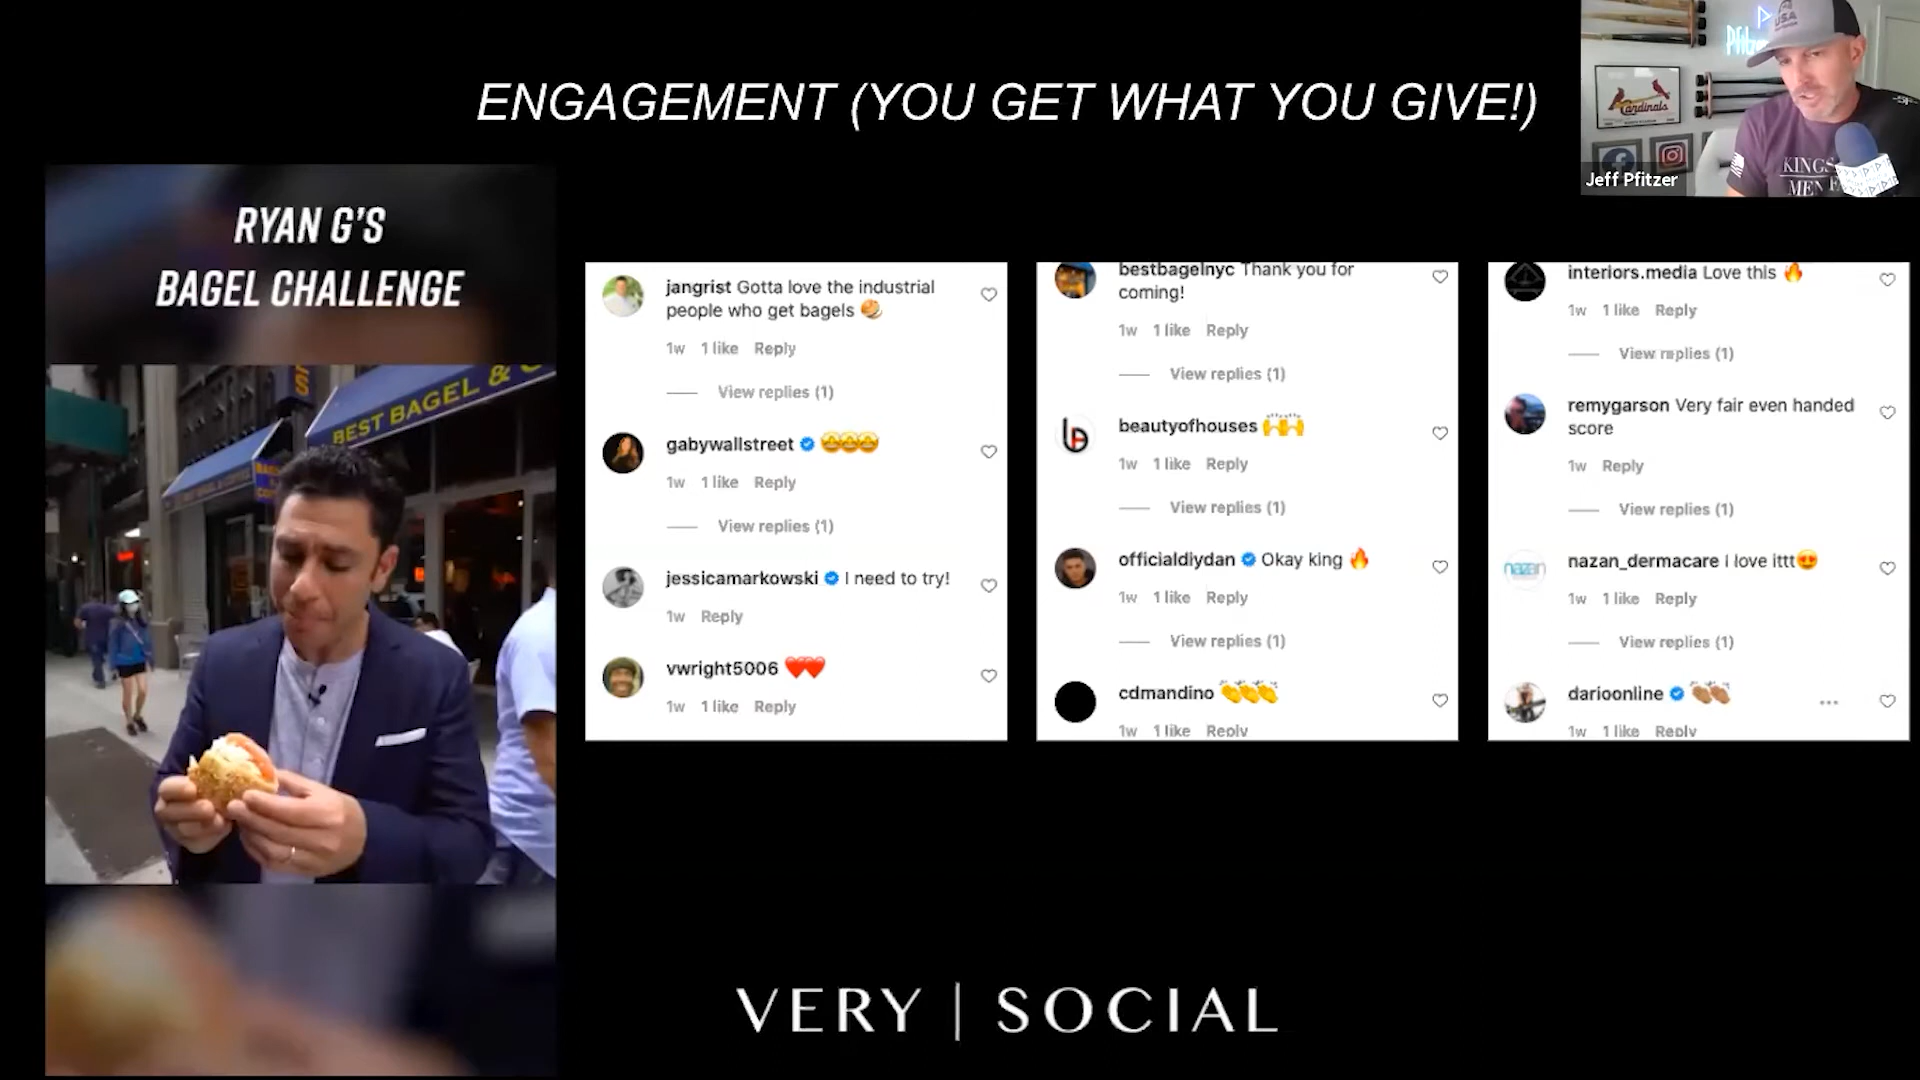 ENGAGEMENT (YOU GET WHAT YOU GIVE!)
USA
Cardinals
KINGS
MEN
Jeff Pfitzer
RYAN G'S
BAGEL CHALLENGE
BEST BAGEL &
jangrist Gotta love the industrial
people who get bagels 🥯
1w 1 like Reply
View replies (1)
gabywallstreet 🤩🤩🤩
1w 1 like Reply
View replies (1)
jessicamarkowski I need to try!
1w Reply
vwright5006 ❤️❤️
1w 1 like Reply
bestbagelnyc Thank you for
coming!
1w 1 like Reply
View replies (1)
beautyofhouses 🙌🙌
1w 1 like Reply
View replies (1)
officialdiydan Okay king 🔥
1w 1 like Reply
View replies (1)
cdmandino 👏👏👏
1w 1 like Reply
interiors.media Love this 🔥
1w 1 like Reply
View replies (1)
remygarson Very fair even handed
score
1w Reply
View replies (1)
nazan_dermacare I love ittt😍
1w 1 like Reply
View replies (1)
darioonline 👏🏽👏🏽
1w 1 like Reply
VERY | SOCIAL